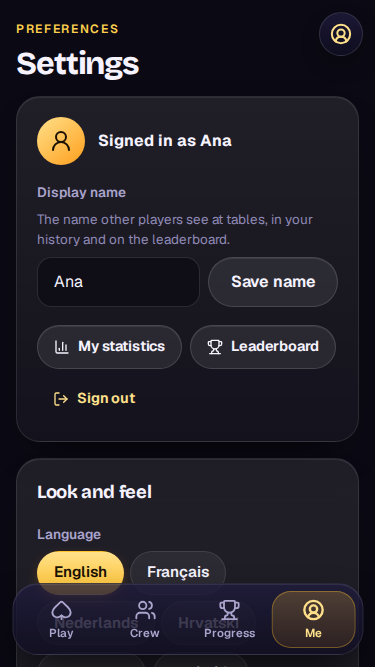 PREFERENCES
Settings
Signed in as Ana
Display name
The name other players see at tables, in your
history and on the leaderboard.
Ana
Save name
My statistics
Leaderboard
Sign out
Look and feel
Language
English
Français
Nederlands
Hrvatski
Play
Crew
Progress
Me